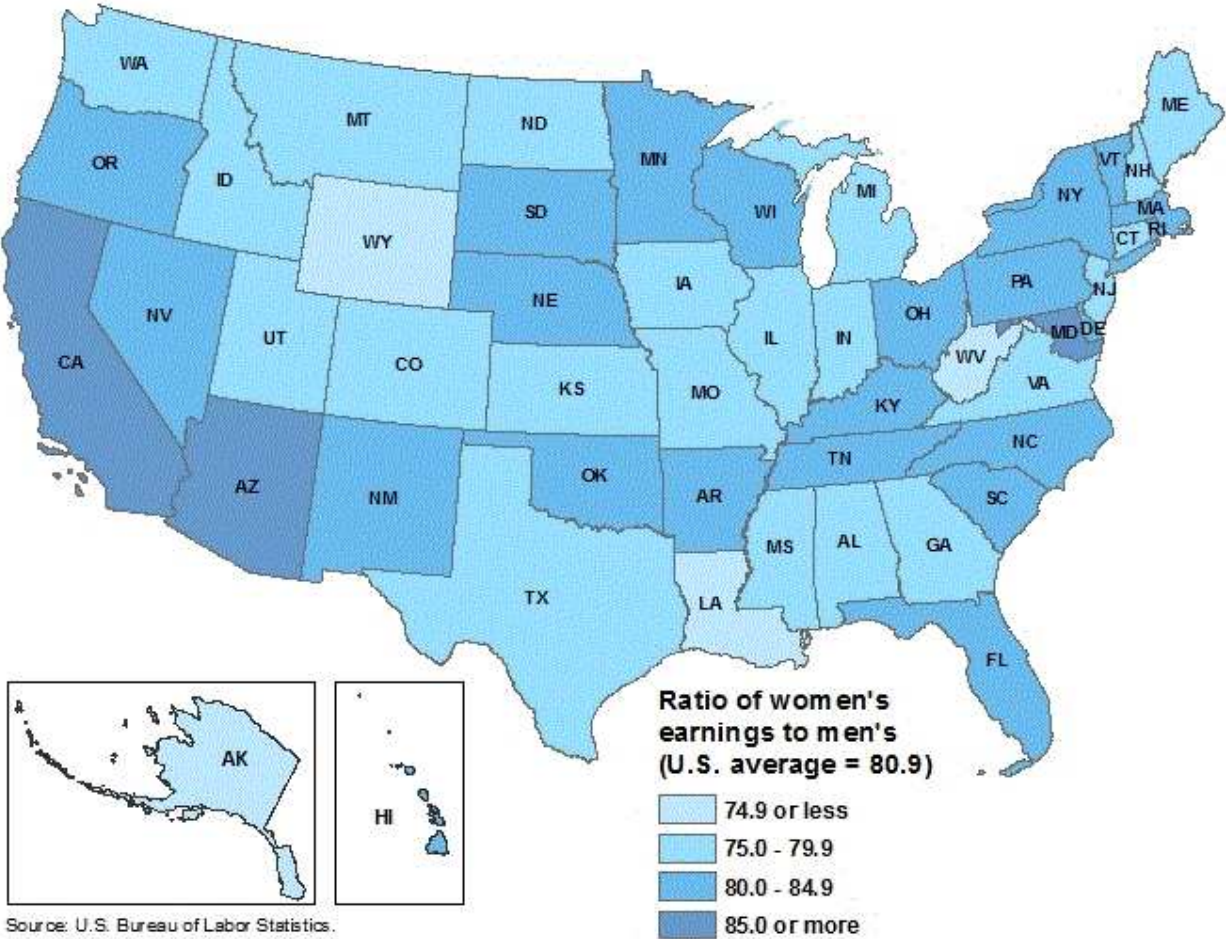 WA
MT
ND
MN
ME
OR
ID
SD
WI
MI
NY
VT
NH
MA
RI
CT
WY
IA
NE
PA
NJ
NV
UT
CO
IL
IN
OH
MD
DE
WV
VA
CA
KS
MO
KY
AZ
NM
OK
AR
TN
NC
SC
TX
LA
MS
AL
GA
FL
AK
HI
Ratio of women's
earnings to men's
(U.S. average = 80.9)
74.9 or less
75.0 - 79.9
80.0 - 84.9
85.0 or more
Source: U.S. Bureau of Labor Statistics.